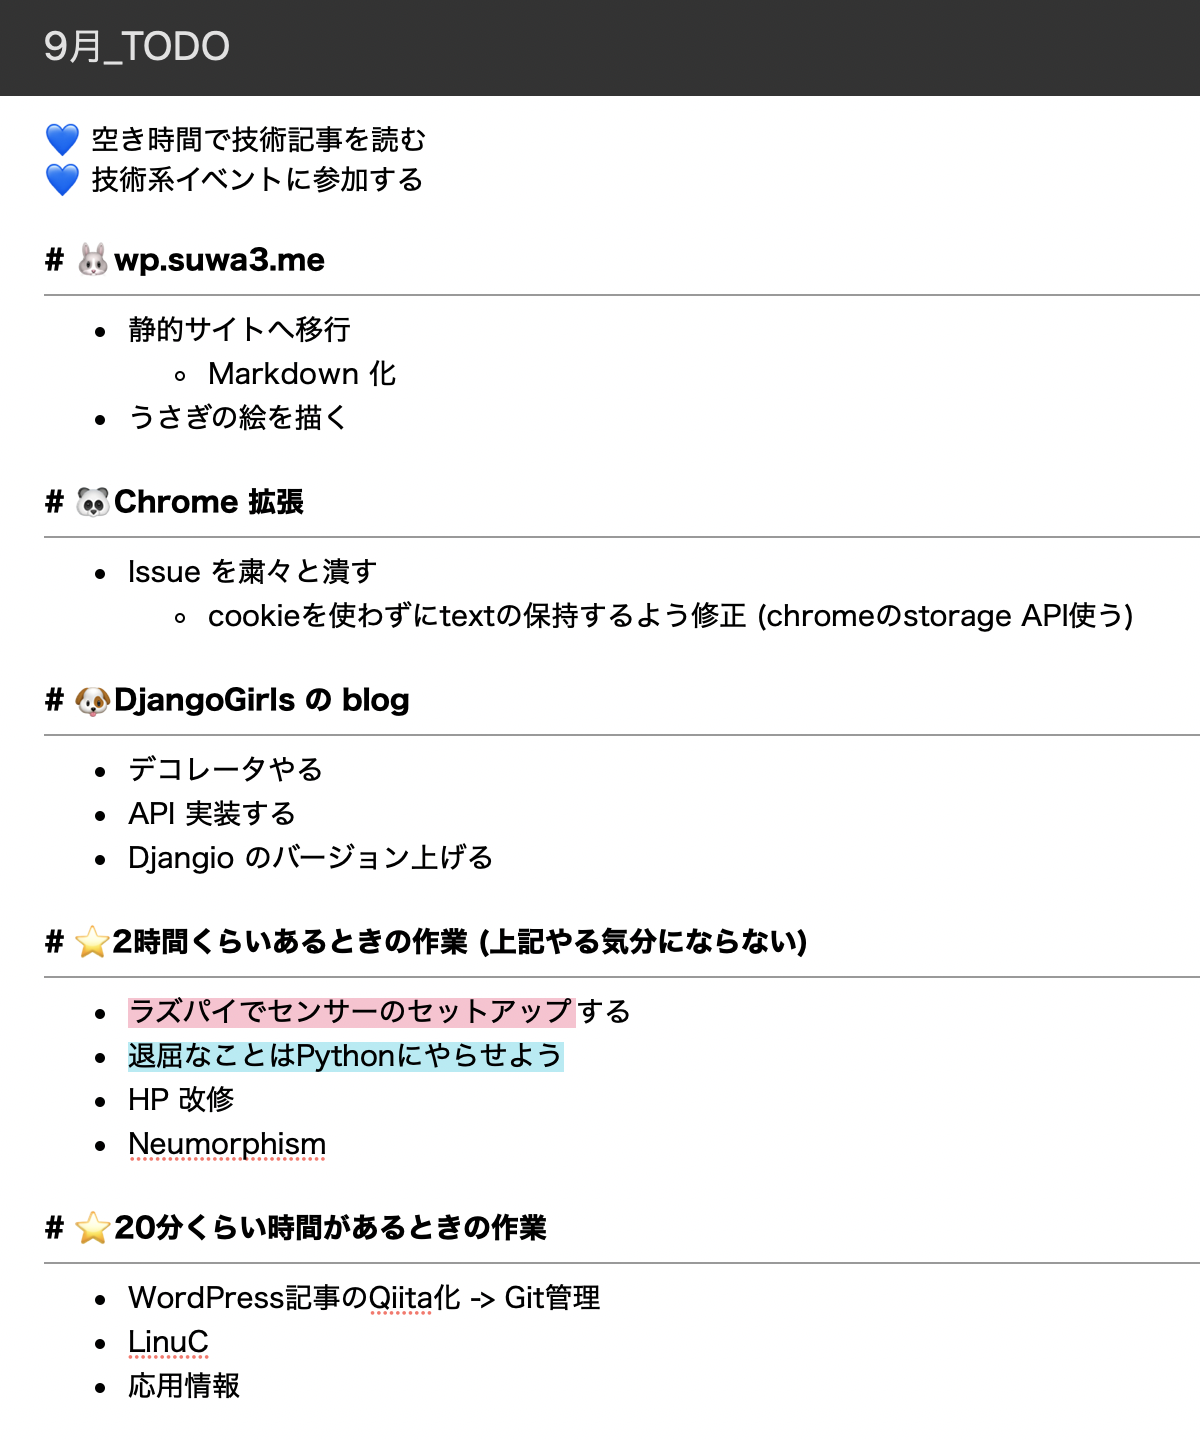 9月_TODO
💙 空き時間で技術記事を読む
💙 技術系イベントに参加する
# 🐰wp.suwa3.me
• 静的サイトへ移行
◦ Markdown 化
• うさぎの絵を描く
# 🐼Chrome 拡張
• Issue を粛々と潰す
◦ cookieを使わずにtextの保持するよう修正 (chromeのstorage API使う)
# 🐶DjangoGirls の blog
• デコレータやる
• API 実装する
• Djangio のバージョン上げる
# ⭐2時間くらいあるときの作業 (上記やる気分にならない)
• ラズパイでセンサーのセットアップする
• 退屈なことはPythonにやらせよう
• HP 改修
• Neumorphism
# ⭐20分くらい時間があるときの作業
• WordPress記事のQiita化 -> Git管理
• LinuC
• 応用情報